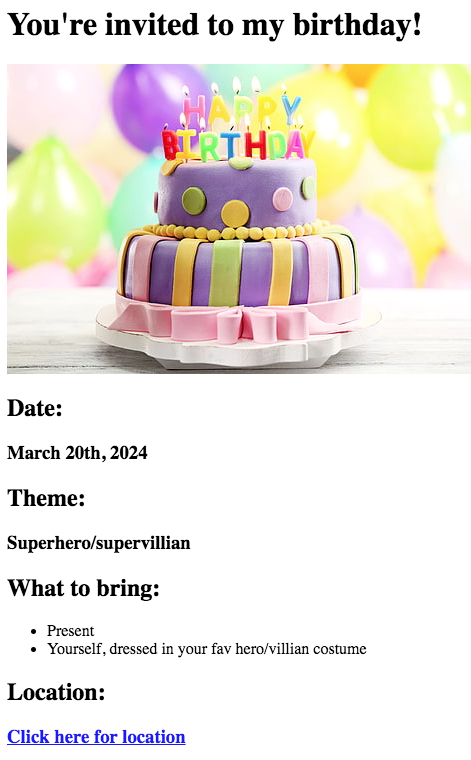 You're invited to my birthday!
HAPPY
BIRTHDAY
Date:
March 20th, 2024
Theme:
Superhero/supervillian
What to bring:
Present
Yourself, dressed in your fav hero/villian costume
Location:
Click here for location